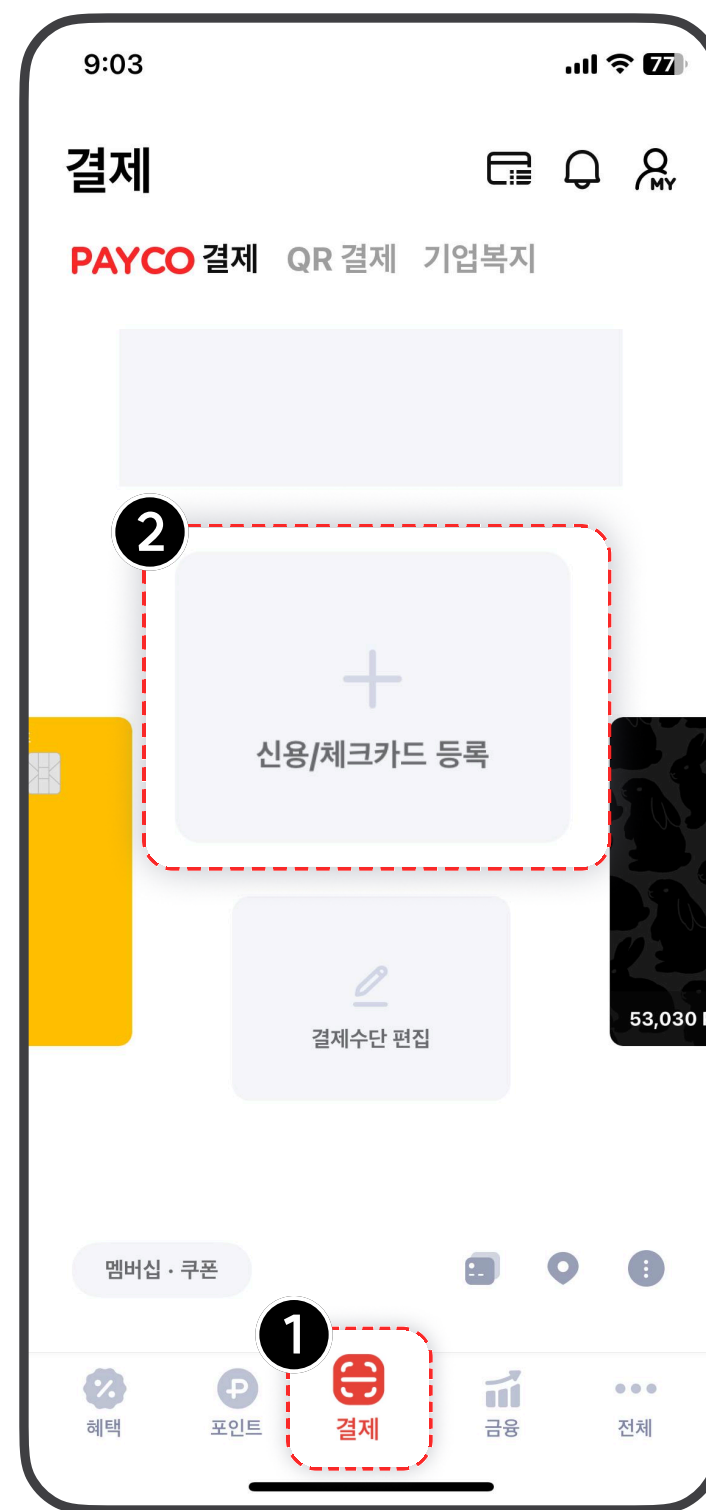 9:03 77
결제
MY
PAYCO 결제 QR 결제 기업복지
2
신용/체크카드 등록
결제수단 편집
53,030
멤버십 · 쿠폰
1
혜택 포인트 결제 금융 전체